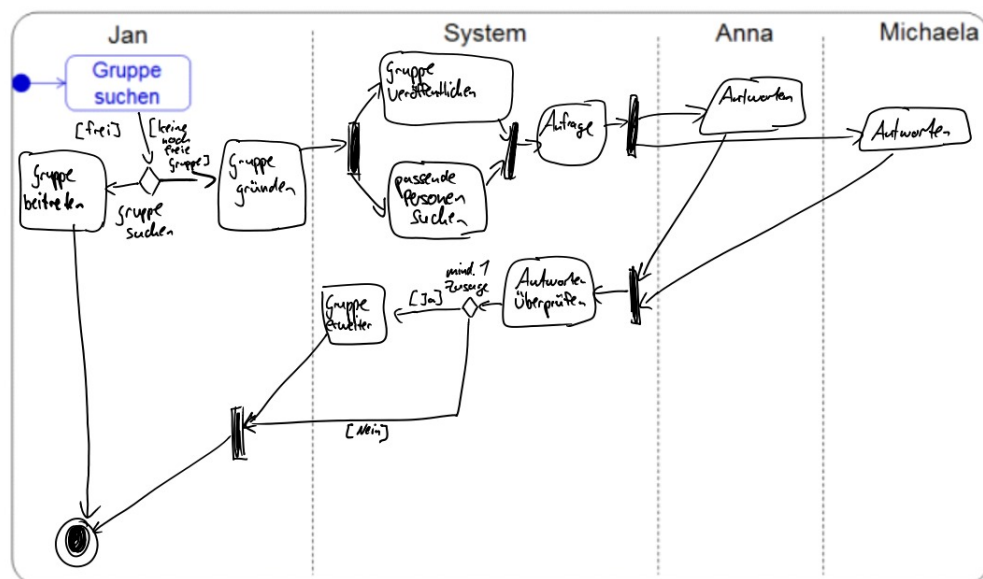 Jan
System
Anna
Michaela
Gruppe
suchen
[frei]
[keine
noch
freie
Gruppe]
Gruppe
beitreten
Gruppe
suchen
Gruppe
gründen
Gruppe
veröffentlichen
passende
Personen
suchen
Anfrage
Antworten
Antworten
Antworten
überprüfen
mind. 1
Zusage
[Ja]
Gruppe
erweiter
[Nein]